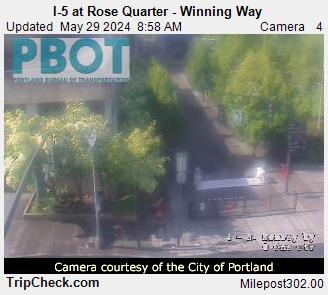 I-5 at Rose Quarter - Winning Way
Updated May 29 2024 8:58 AM Camera 4
PBOT
PORTLAND BUREAU OF TRANSPORTATION
Camera courtesy of the City of Portland
TripCheck.com Milepost302.00